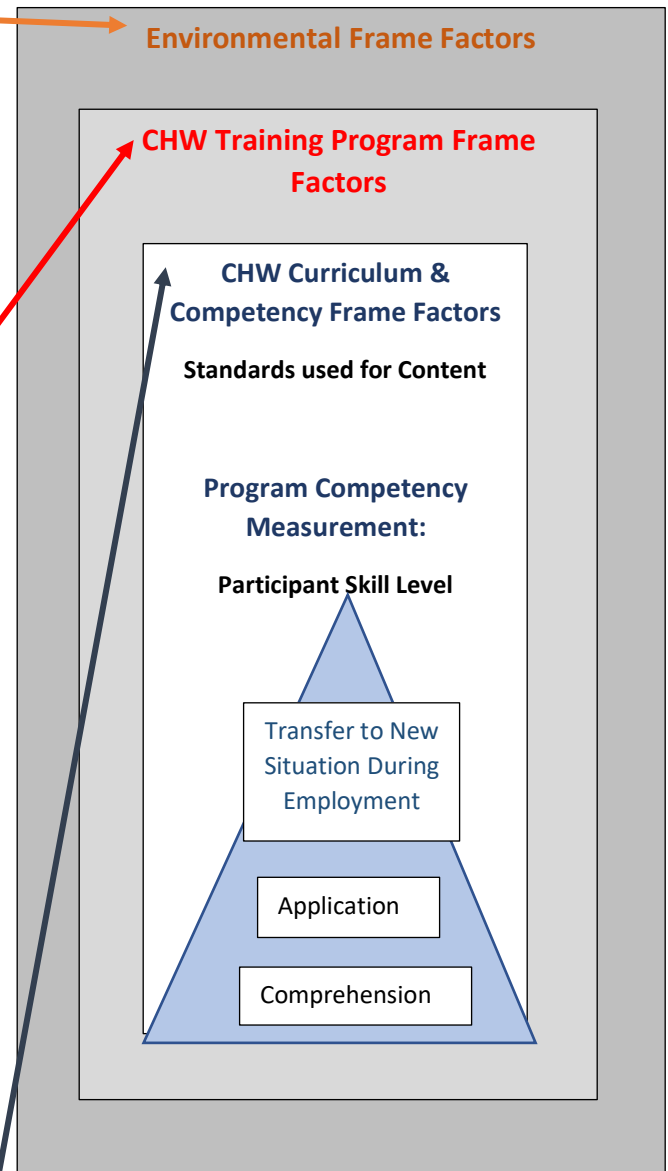 Environmental Frame Factors
CHW Training Program Frame
Factors
CHW Curriculum &
Competency Frame Factors
Standards used for Content
Program Competency
Measurement:
Participant Skill Level
Transfer to New
Situation During
Employment
Application
Comprehension